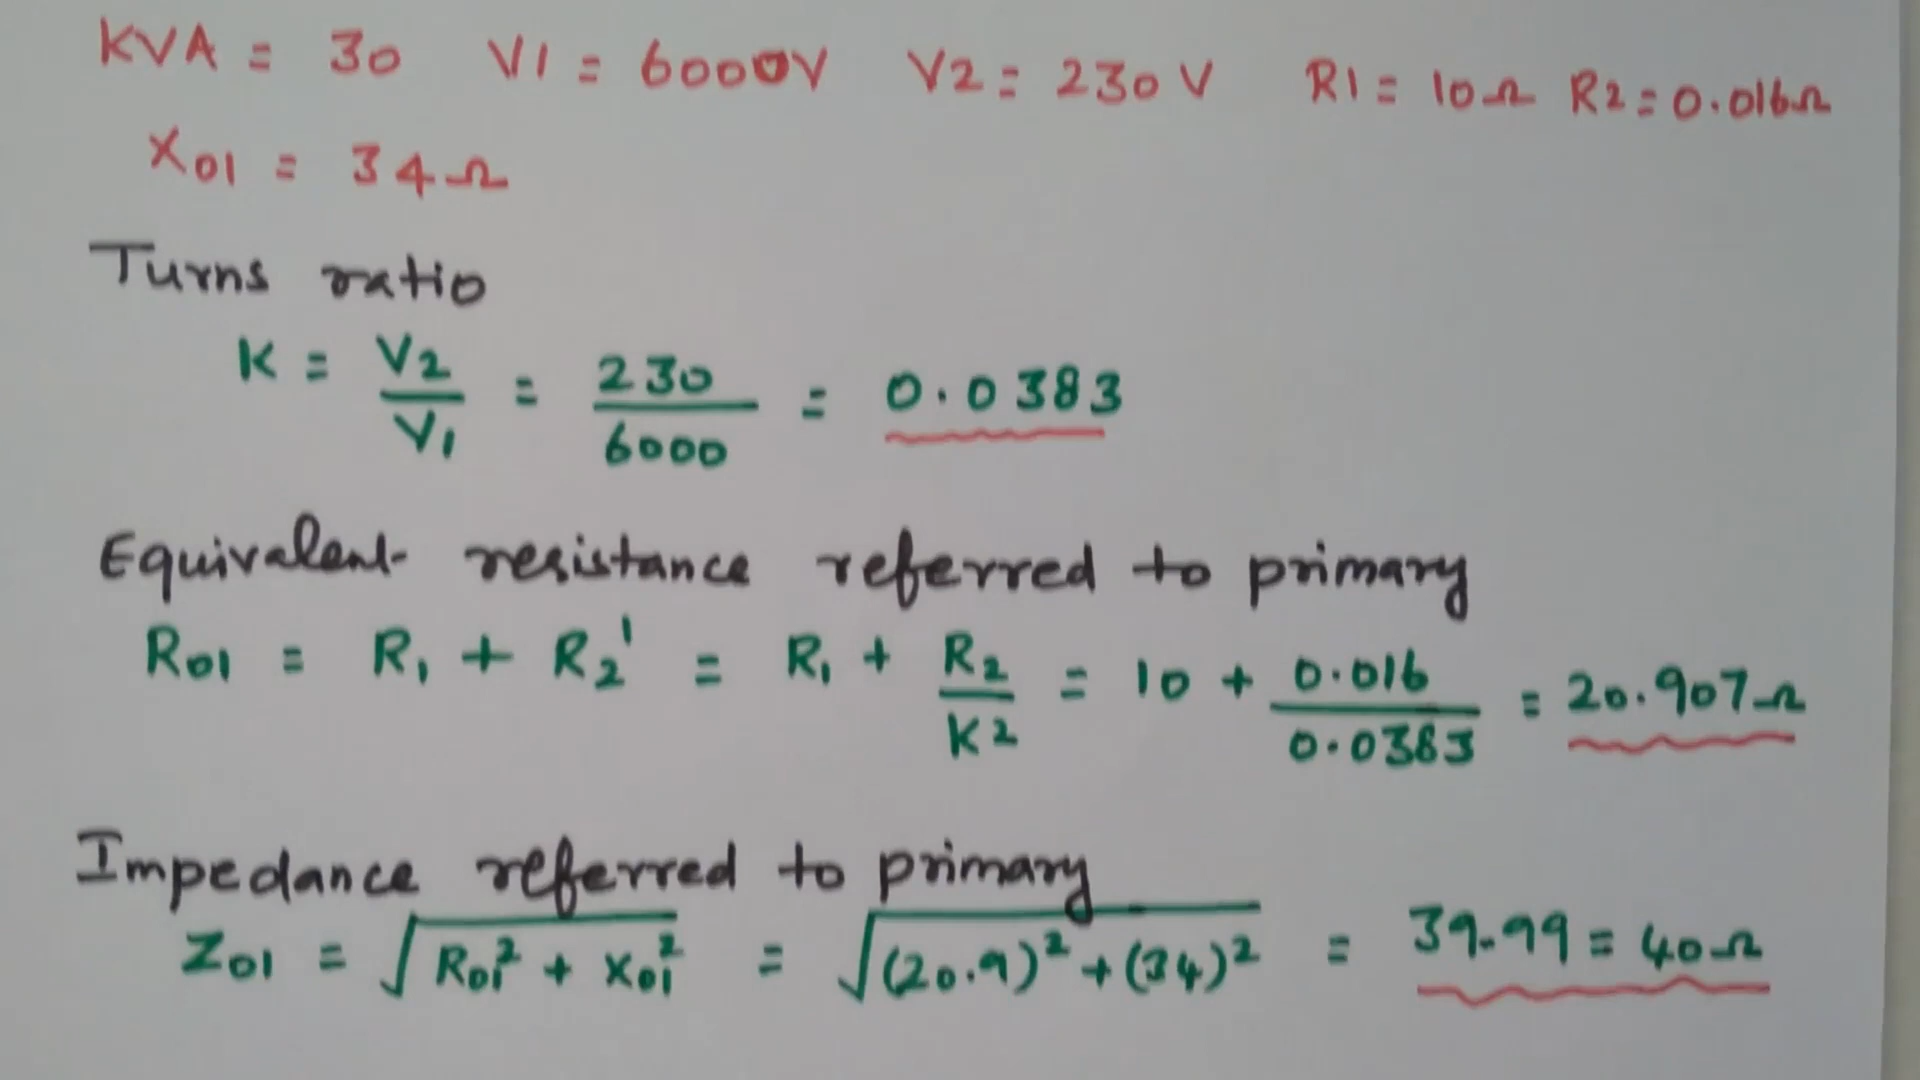 KVA = 30 V1 = 6000V V2 = 230 V R1 = 10Ω R2 = 0.016Ω
X01 = 34Ω
Turns ratio
K = V2/V1 = 230/6000 = 0.0383
Equivalent resistance referred to primary
R01 = R1 + R2' = R1 + R2/K2 = 10 + 0.016/0.0383 = 20.907Ω
Impedance referred to primary
Z01 = √(R01² + X01²) = √((20.9)² + (34)²) = 39.99 = 40Ω